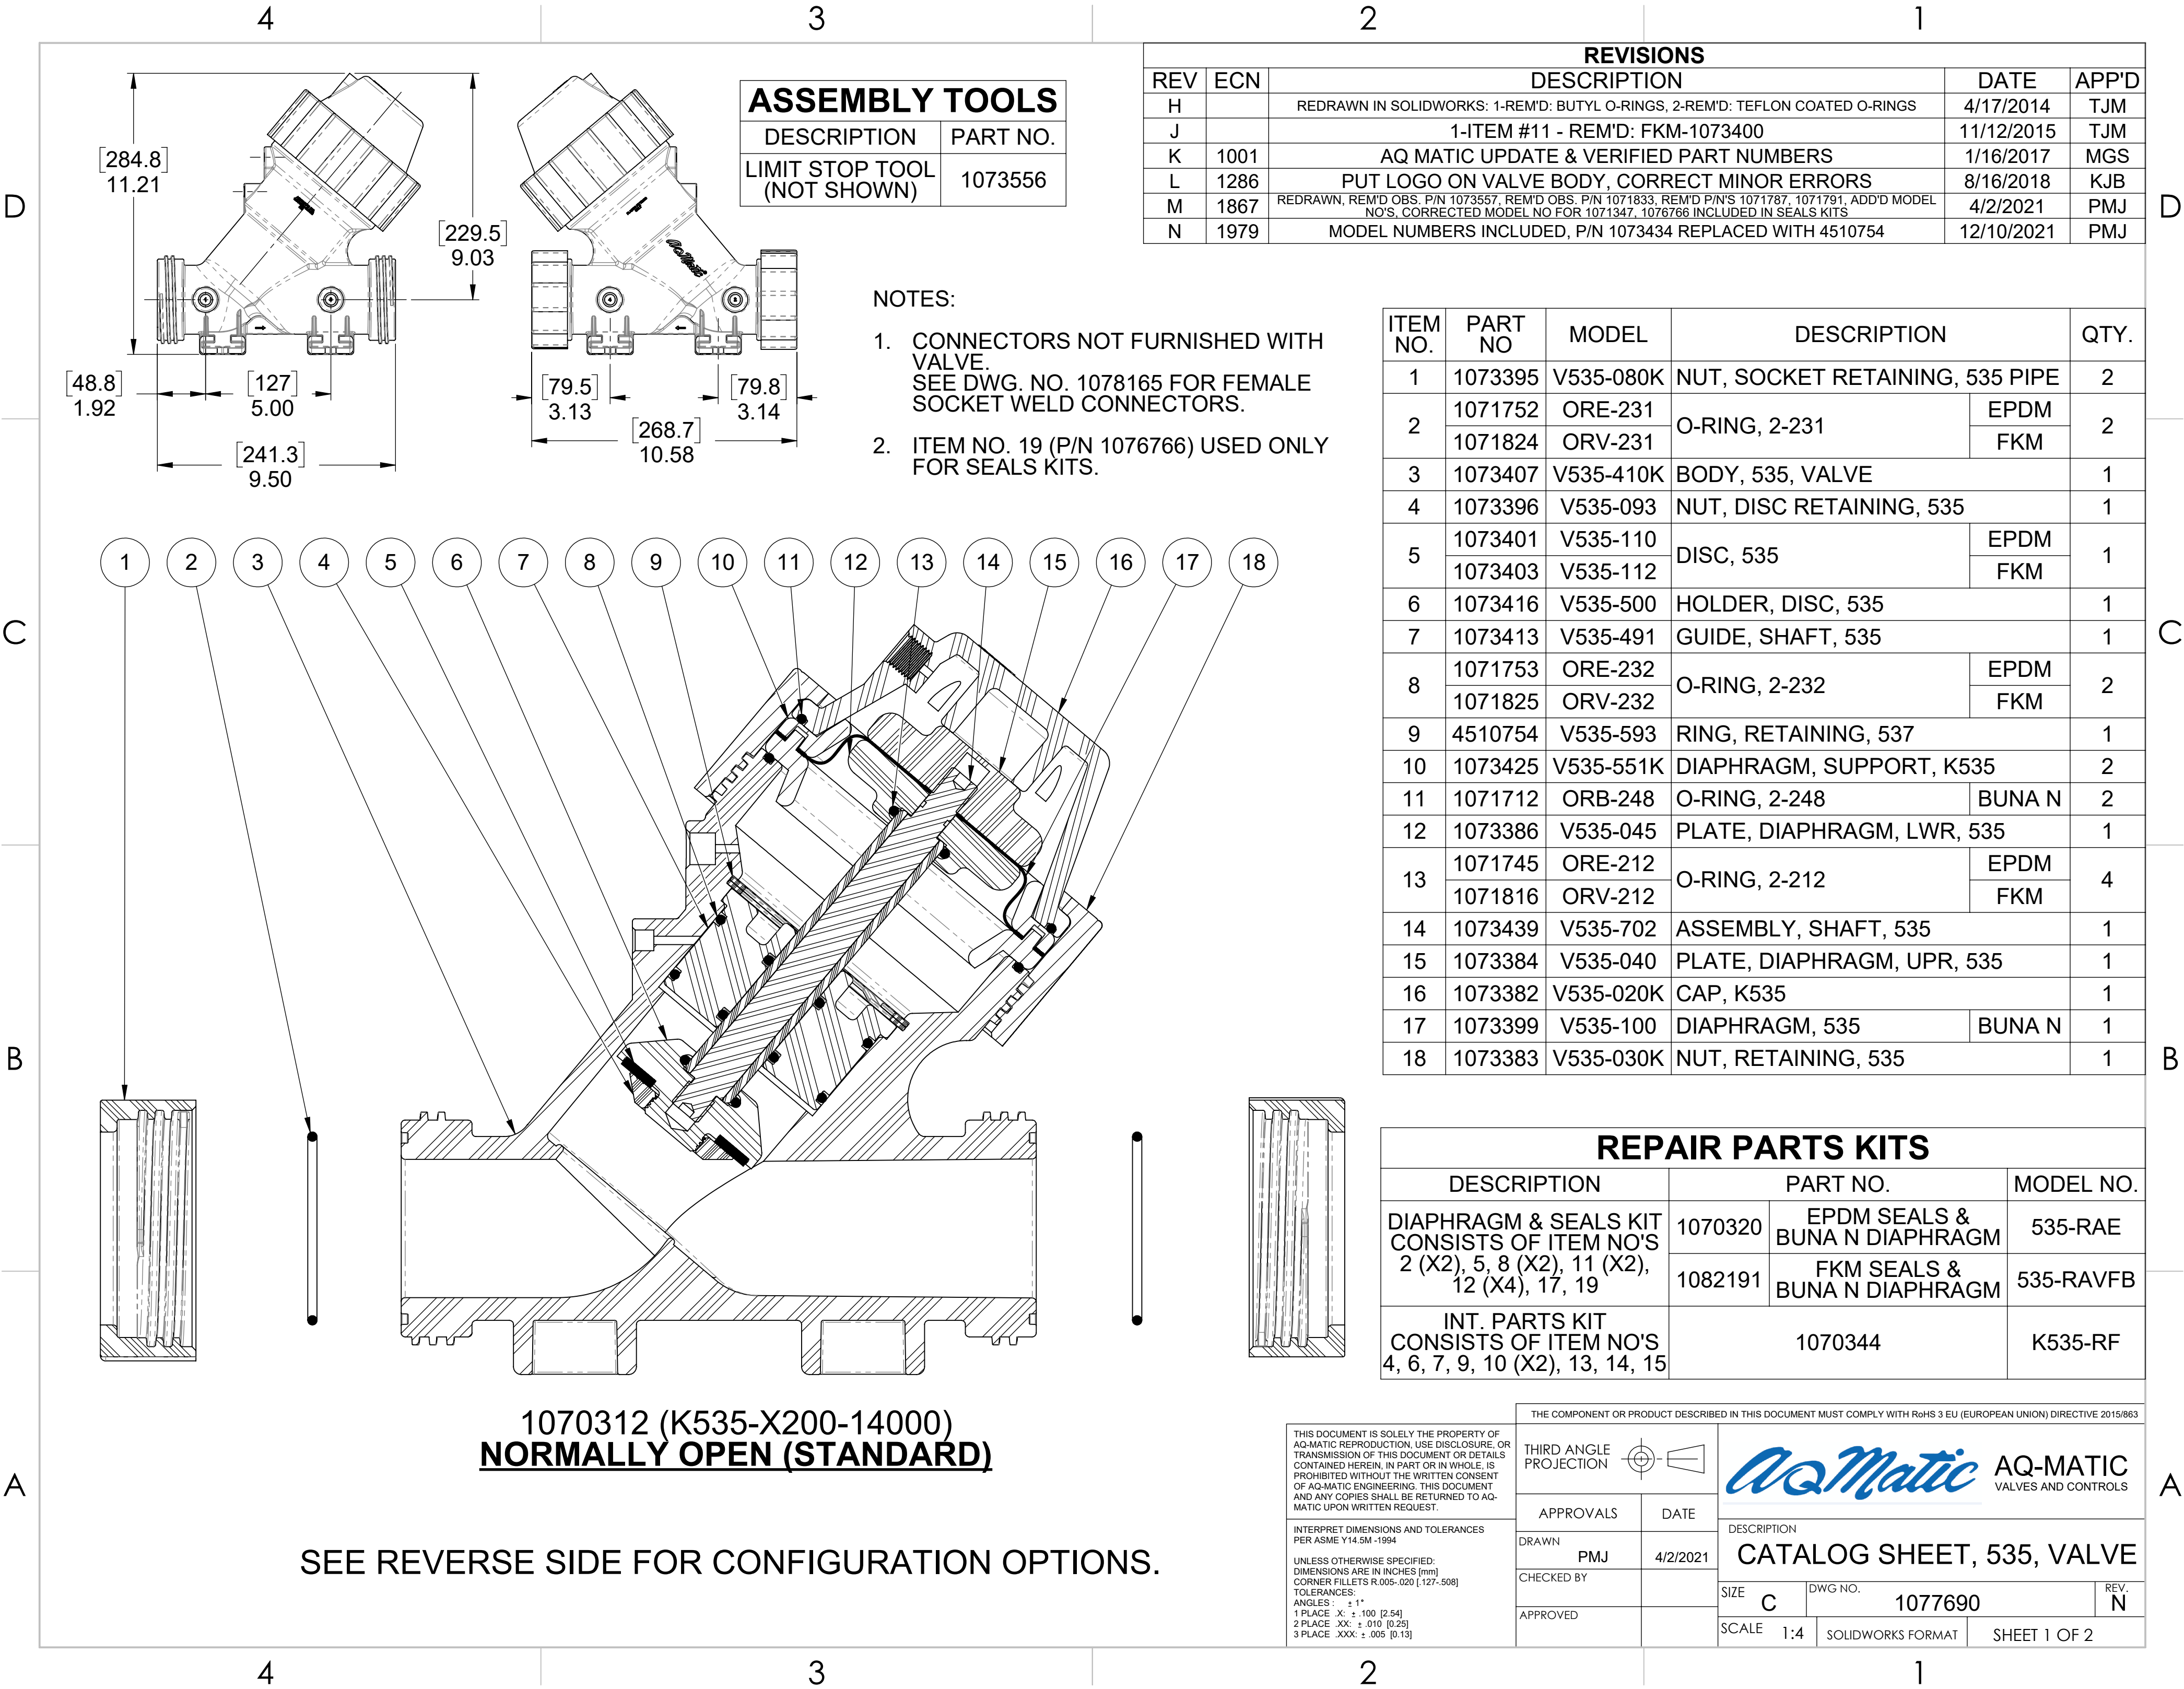 4 3 2 1
D D
C C
B B
A A
[284.8]
11.21
[229.5]
9.03
[48.8]
1.92
[127]
5.00
[241.3]
9.50
[79.5]
3.13
[79.8]
3.14
[268.7]
10.58
AQMatic
ASSEMBLY TOOLS
DESCRIPTION PART NO.
LIMIT STOP TOOL
(NOT SHOWN) 1073556
REVISIONS
REV ECN DESCRIPTION DATE APP'D
H REDRAWN IN SOLIDWORKS: 1-REM'D: BUTYL O-RINGS, 2-REM'D: TEFLON COATED O-RINGS 4/17/2014 TJM
J 1-ITEM #11 - REM'D: FKM-1073400 11/12/2015 TJM
K 1001 AQ MATIC UPDATE & VERIFIED PART NUMBERS 1/16/2017 MGS
L 1286 PUT LOGO ON VALVE BODY, CORRECT MINOR ERRORS 8/16/2018 KJB
M 1867 REDRAWN, REM'D OBS. P/N 1073557, REM'D OBS. P/N 1071833, REM'D P/N'S 1071787, 1071791, ADD'D MODEL
NO'S, CORRECTED MODEL NO FOR 1071347, 1076766 INCLUDED IN SEALS KITS 4/2/2021 PMJ
N 1979 MODEL NUMBERS INCLUDED, P/N 1073434 REPLACED WITH 4510754 12/10/2021 PMJ
NOTES:
1. CONNECTORS NOT FURNISHED WITH
VALVE.
SEE DWG. NO. 1078165 FOR FEMALE
SOCKET WELD CONNECTORS.
2. ITEM NO. 19 (P/N 1076766) USED ONLY
FOR SEALS KITS.
ITEM NO. PART NO MODEL DESCRIPTION QTY.
1 1073395 V535-080K NUT, SOCKET RETAINING, 535 PIPE 2
2 1071752 ORE-231 O-RING, 2-231 EPDM 2
1071824 ORV-231 FKM
3 1073407 V535-410K BODY, 535, VALVE 1
4 1073396 V535-093 NUT, DISC RETAINING, 535 1
5 1073401 V535-110 DISC, 535 EPDM 1
1073403 V535-112 FKM
6 1073416 V535-500 HOLDER, DISC, 535 1
7 1073413 V535-491 GUIDE, SHAFT, 535 1
8 1071753 ORE-232 O-RING, 2-232 EPDM 2
1071825 ORV-232 FKM
9 4510754 V535-593 RING, RETAINING, 537 1
10 1073425 V535-551K DIAPHRAGM, SUPPORT, K535 2
11 1071712 ORB-248 O-RING, 2-248 BUNA N 2
12 1073386 V535-045 PLATE, DIAPHRAGM, LWR, 535 1
13 1071745 ORE-212 O-RING, 2-212 EPDM 4
1071816 ORV-212 FKM
14 1073439 V535-702 ASSEMBLY, SHAFT, 535 1
15 1073384 V535-040 PLATE, DIAPHRAGM, UPR, 535 1
16 1073382 V535-020K CAP, K535 1
17 1073399 V535-100 DIAPHRAGM, 535 BUNA N 1
18 1073383 V535-030K NUT, RETAINING, 535 1
1 2 3 4 5 6 7 8 9 10 11 12 13 14 15 16 17 18
REPAIR PARTS KITS
DESCRIPTION PART NO. MODEL NO.
DIAPHRAGM & SEALS KIT
CONSISTS OF ITEM NO'S
2 (X2), 5, 8 (X2), 11 (X2),
12 (X4), 17, 19
1070320 EPDM SEALS &
BUNA N DIAPHRAGM 535-RAE
1082191 FKM SEALS &
BUNA N DIAPHRAGM 535-RAVFB
INT. PARTS KIT
CONSISTS OF ITEM NO'S
4, 6, 7, 9, 10 (X2), 13, 14, 15
1070344 K535-RF
1070312 (K535-X200-14000)
NORMALLY OPEN (STANDARD)
SEE REVERSE SIDE FOR CONFIGURATION OPTIONS.
THE COMPONENT OR PRODUCT DESCRIBED IN THIS DOCUMENT MUST COMPLY WITH RoHS 3 EU (EUROPEAN UNION) DIRECTIVE 2015/863
THIS DOCUMENT IS SOLELY THE PROPERTY OF
AQ-MATIC REPRODUCTION, USE DISCLOSURE, OR
TRANSMISSION OF THIS DOCUMENT OR DETAILS
CONTAINED HEREIN, IN PART OR IN WHOLE, IS
PROHIBITED WITHOUT THE WRITTEN CONSENT
OF AQ-MATIC ENGINEERING. THIS DOCUMENT
AND ANY COPIES SHALL BE RETURNED TO AQ-
MATIC UPON WRITTEN REQUEST.
INTERPRET DIMENSIONS AND TOLERANCES
PER ASME Y14.5M -1994
UNLESS OTHERWISE SPECIFIED:
DIMENSIONS ARE IN INCHES [mm]
CORNER FILLETS R.005-.020 [.127-.508]
TOLERANCES:
ANGLES : ± 1°
1 PLACE .X: ± .100 [2.54]
2 PLACE .XX: ± .010 [0.25]
3 PLACE .XXX: ± .005 [0.13]
THIRD ANGLE
PROJECTION
APPROVALS DATE
DRAWN
PMJ 4/2/2021
CHECKED BY
APPROVED
AQMatic
AQ-MATIC
VALVES AND CONTROLS
DESCRIPTION
CATALOG SHEET, 535, VALVE
SIZE C DWG NO. 1077690 REV. N
SCALE 1:4 SOLIDWORKS FORMAT SHEET 1 OF 2
4 3 2 1